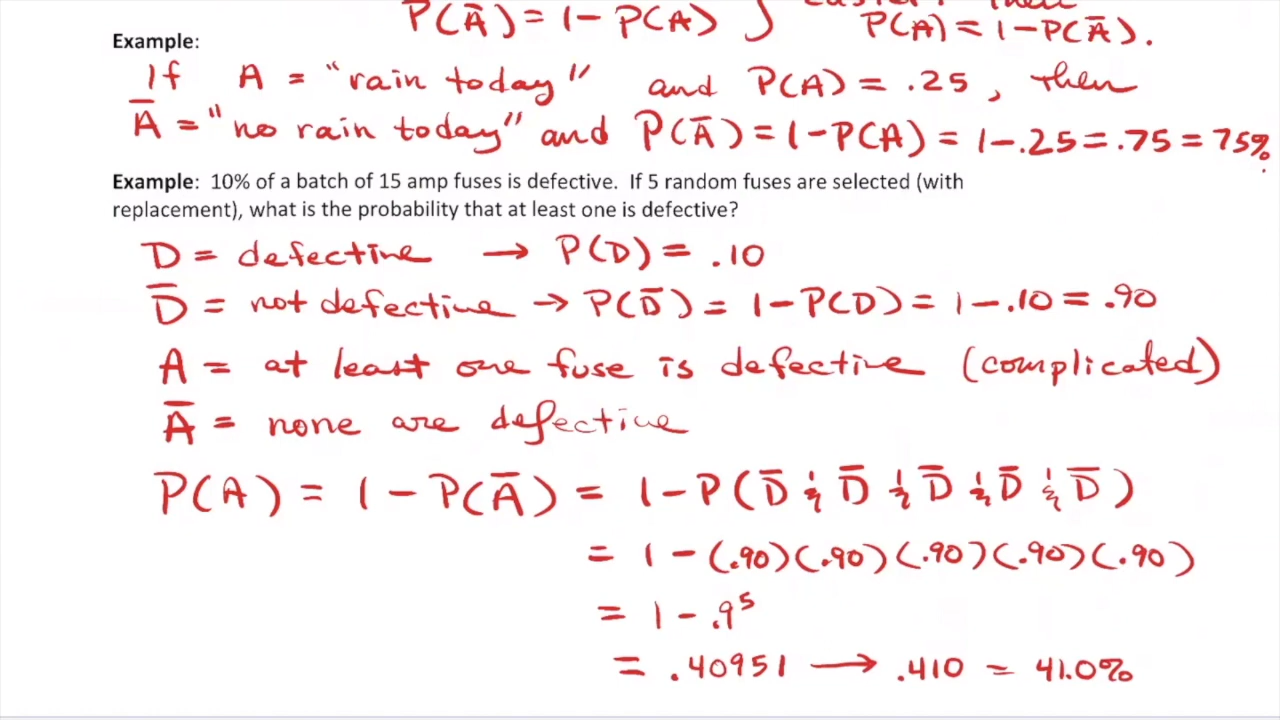 P(Ā) = 1 - P(A) } P(A) = 1 - P(Ā).
Example:
If A = "rain today" and P(A) = .25, then
Ā = "no rain today" and P(Ā) = 1 - P(A) = 1 - .25 = .75 = 75%.
Example: 10% of a batch of 15 amp fuses is defective. If 5 random fuses are selected (with
replacement), what is the probability that at least one is defective?
D = defective → P(D) = .10
D̄ = not defective → P(D̄) = 1 - P(D) = 1 - .10 = .90
A = at least one fuse is defective (complicated)
Ā = none are defective
P(A) = 1 - P(Ā) = 1 - P(D̄ & D̄ & D̄ & D̄ & D̄)
= 1 - (.90)(.90)(.90)(.90)(.90)
= 1 - .9⁵
= .40951 → .410 = 41.0%